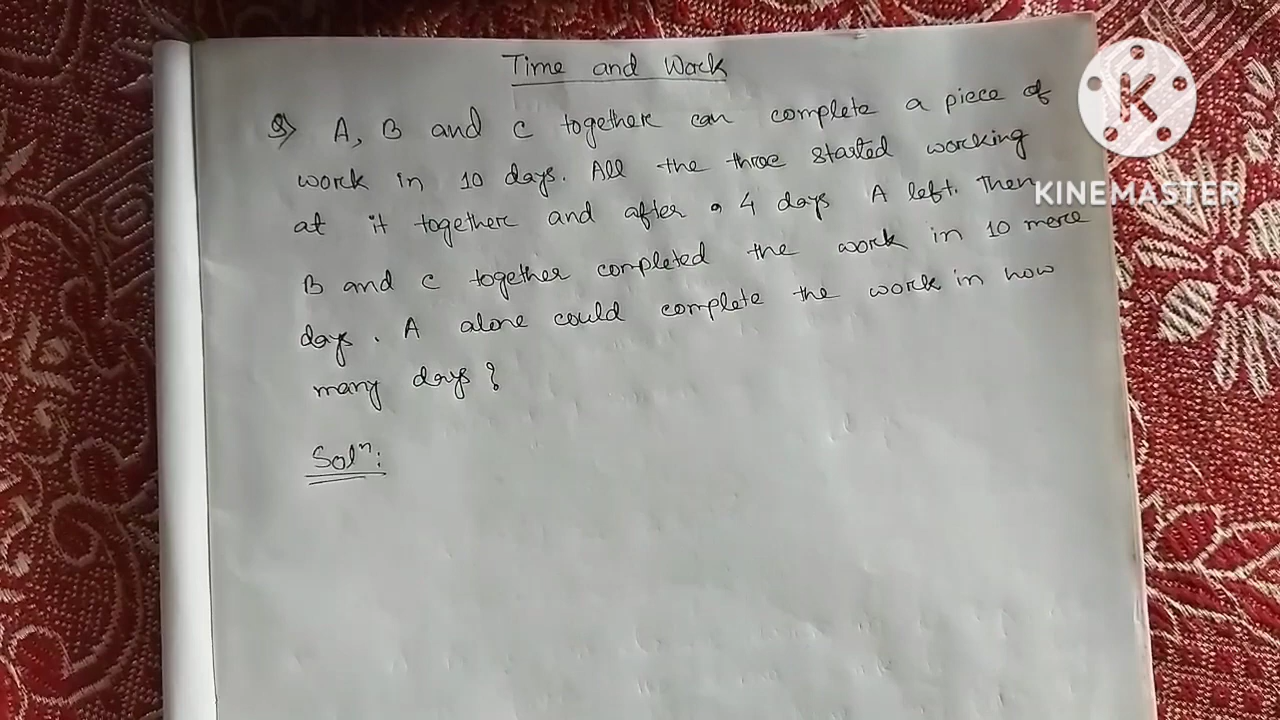 Time and Work
Q> A, B and C together can complete a piece of
work in 10 days. All the three started working
at it together and after 4 days A left. Then
B and C together completed the work in 10 more
days. A alone could complete the work in how
many days?
Solⁿ:
K
KINEMASTER